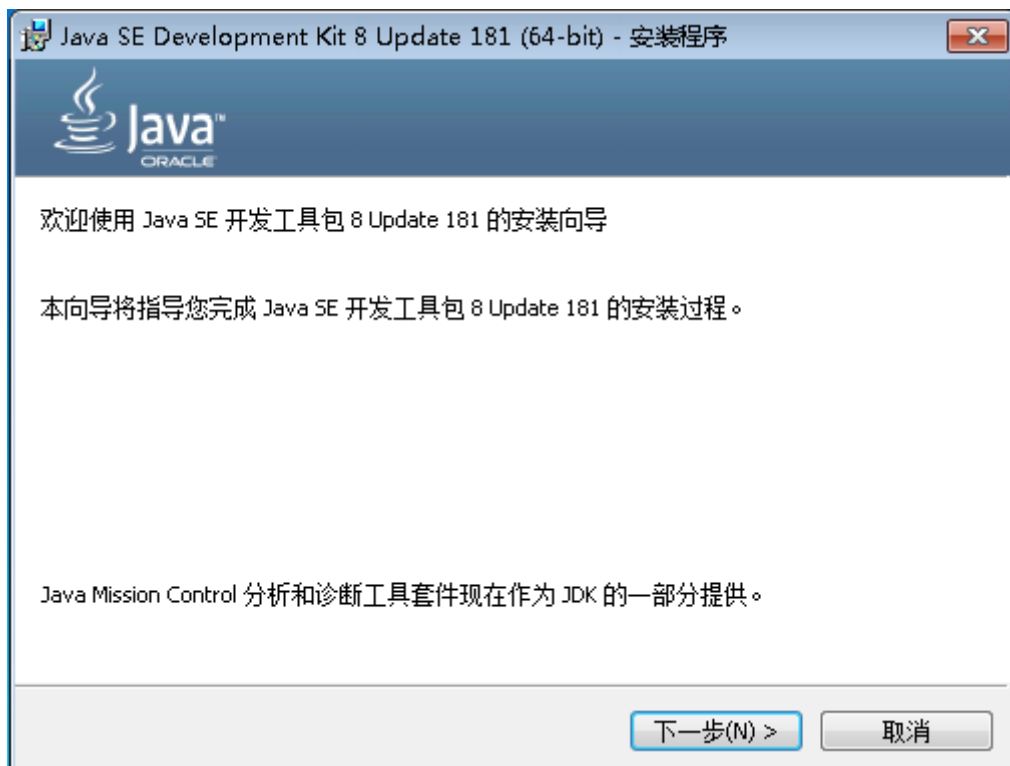 Java SE Development Kit 8 Update 181 (64-bit) - 安装程序
Java™
ORACLE
欢迎使用 Java SE 开发工具包 8 Update 181 的安装向导
本向导将指导您完成 Java SE 开发工具包 8 Update 181 的安装过程。
Java Mission Control 分析和诊断工具套件现在作为 JDK 的一部分提供。
下一步(N) > 取消